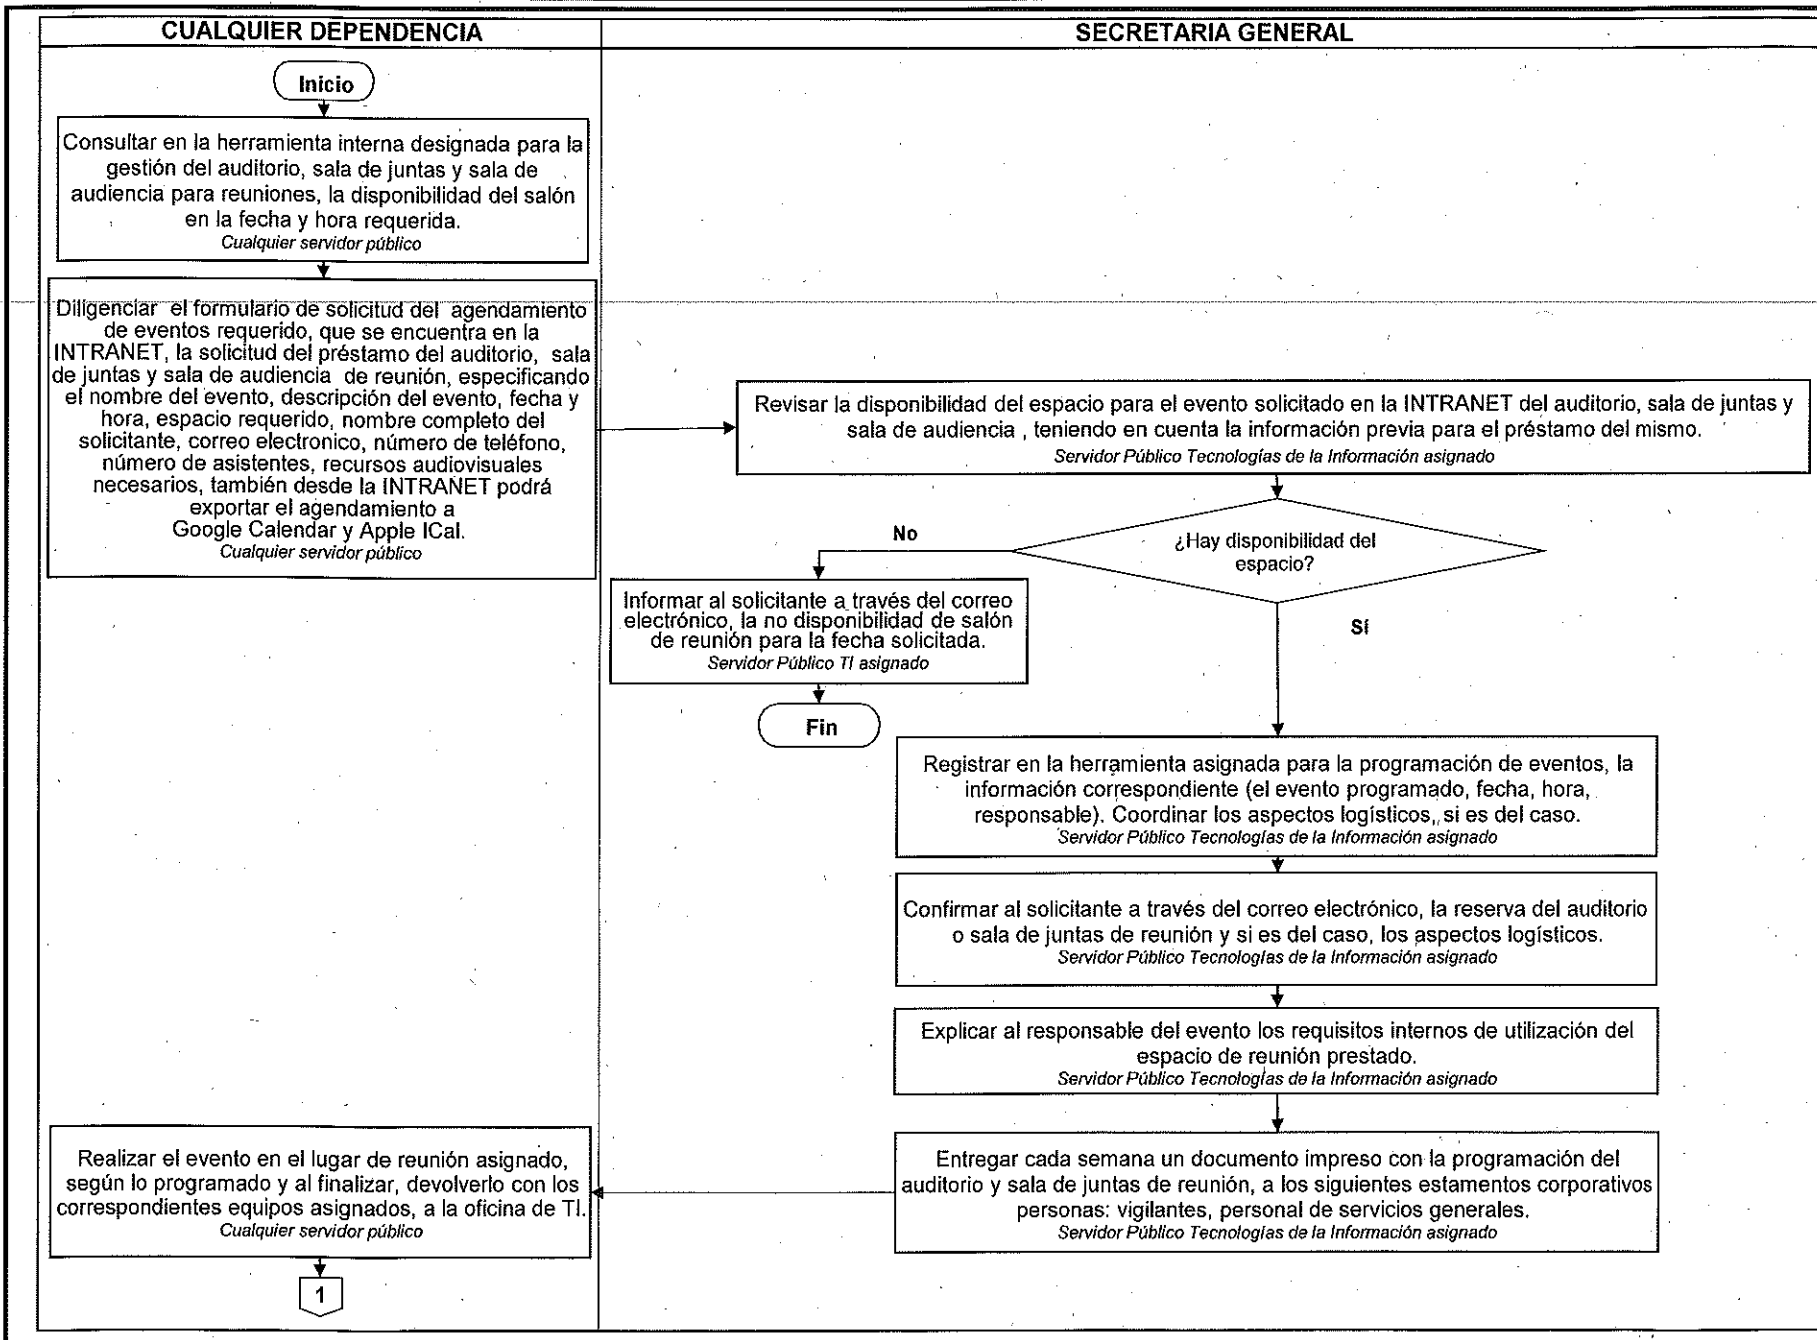 CUALQUIER DEPENDENCIA
SECRETARIA GENERAL
Inicio
Consultar en la herramienta interna designada para la
gestión del auditorio, sala de juntas y sala de
audiencia para reuniones, la disponibilidad del salón
en la fecha y hora requerida.
Cualquier servidor público
Diligenciar el formulario de solicitud del agendamiento
de eventos requerido, que se encuentra en la
INTRANET, la solicitud del préstamo del auditorio, sala
de juntas y sala de audiencia de reunión, especificando
el nombre del evento, descripción del evento, fecha y
hora, espacio requerido, nombre completo del
solicitante, correo electronico, número de teléfono,
número de asistentes, recursos audiovisuales
necesarios, también desde la INTRANET podrá
exportar el agendamiento a
Google Calendar y Apple ICal.
Cualquier servidor público
Revisar la disponibilidad del espacio para el evento solicitado en la INTRANET del auditorio, sala de juntas y
sala de audiencia , teniendo en cuenta la información previa para el préstamo del mismo.
Servidor Público Tecnologías de la Información asignado
¿Hay disponibilidad del
espacio?
No
Informar al solicitante a través del correo
electrónico, la no disponibilidad de salón
de reunión para la fecha solicitada.
Servidor Público TI asignado
Fin
Sí
Registrar en la herramienta asignada para la programación de eventos, la
información correspondiente (el evento programado, fecha, hora,
responsable). Coordinar los aspectos logísticos, si es del caso.
Servidor Público Tecnologías de la Información asignado
Confirmar al solicitante a través del correo electrónico, la reserva del auditorio
o sala de juntas de reunión y si es del caso, los aspectos logísticos.
Servidor Público Tecnologías de la Información asignado
Explicar al responsable del evento los requisitos internos de utilización del
espacio de reunión prestado.
Servidor Público Tecnologías de la Información asignado
Entregar cada semana un documento impreso con la programación del
auditorio y sala de juntas de reunión, a los siguientes estamentos corporativos
personas: vigilantes, personal de servicios generales.
Servidor Público Tecnologías de la Información asignado
Realizar el evento en el lugar de reunión asignado,
según lo programado y al finalizar, devolverlo con los
correspondientes equipos asignados, a la oficina de TI.
Cualquier servidor público
1